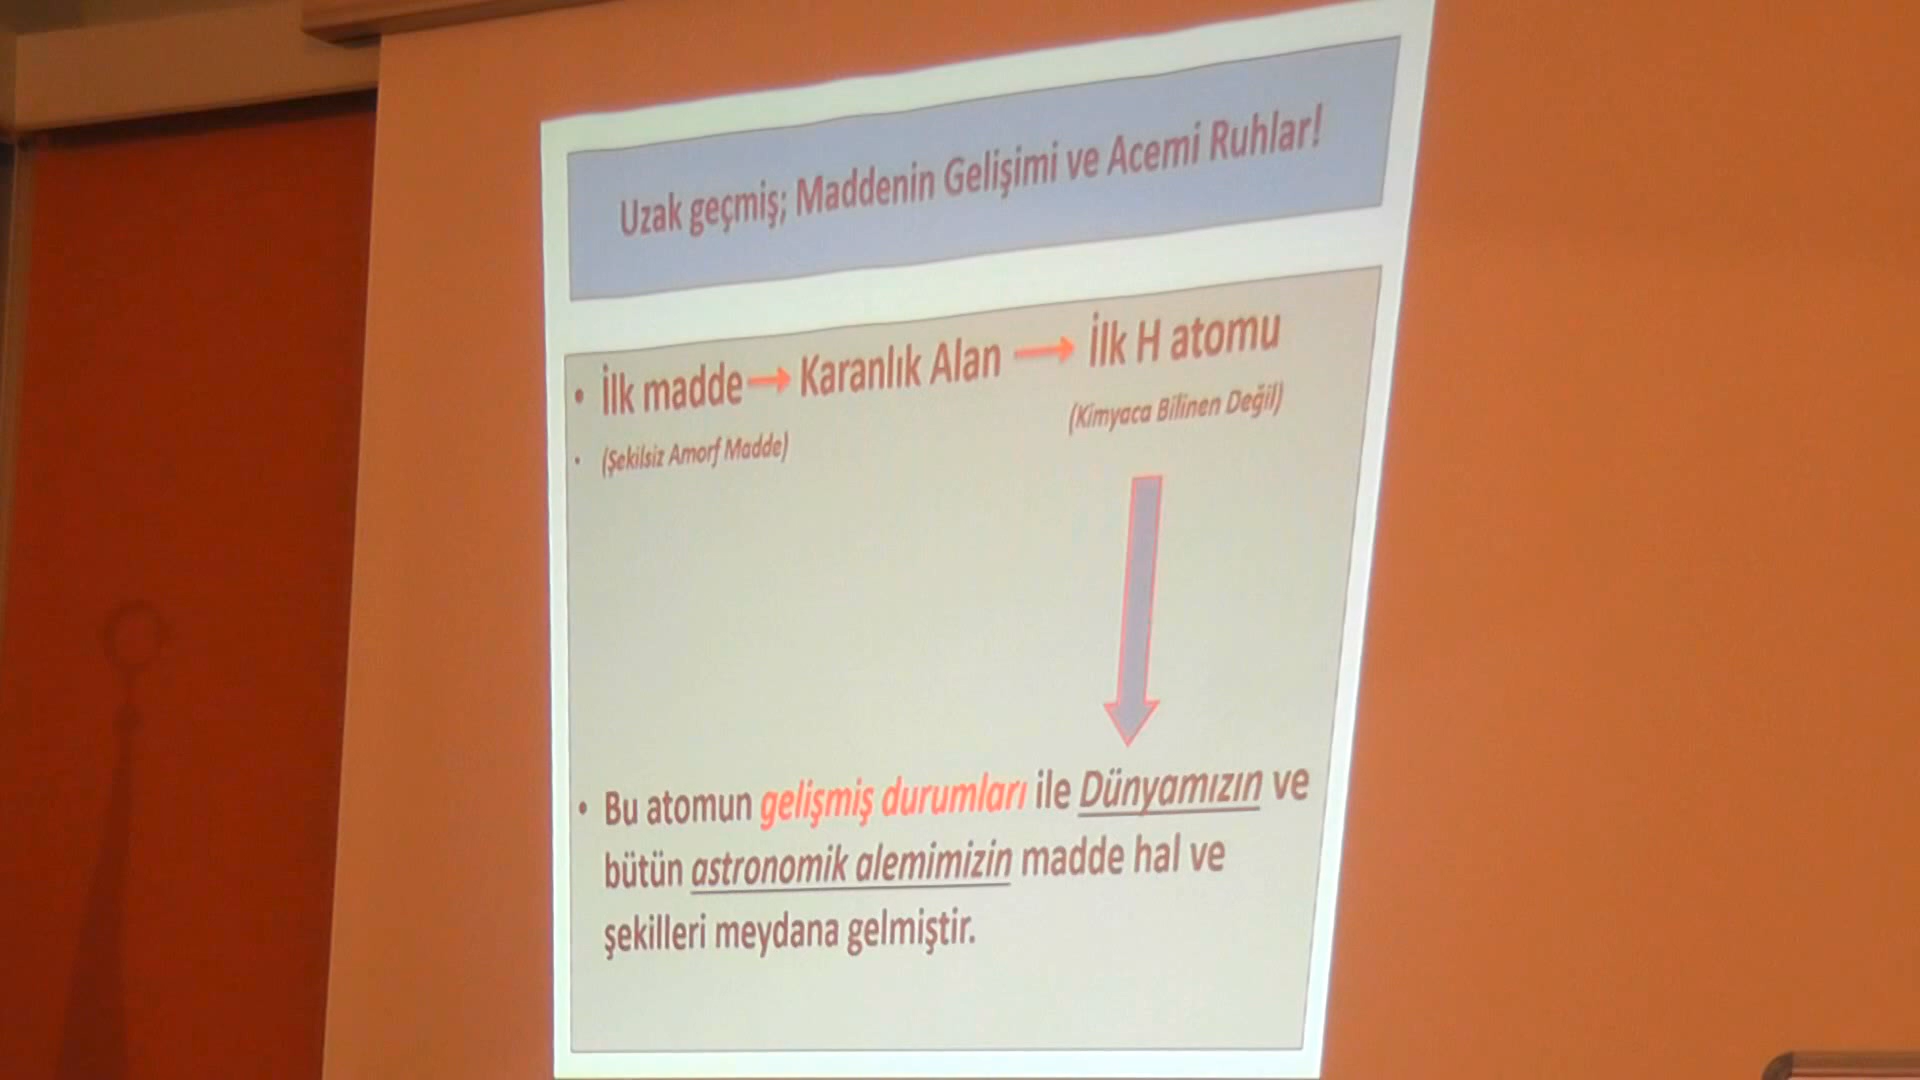 Uzak geçmiş; Maddenin Gelişimi ve Acemi Ruhlar!
• İlk madde → Karanlık Alan → İlk H atomu
(Kimyaca Bilinen Değil)
• (Şekilsiz Amorf Madde)
• Bu atomun gelişmiş durumları ile Dünyamızın ve
bütün astronomik alemimizin madde hal ve
şekilleri meydana gelmiştir.